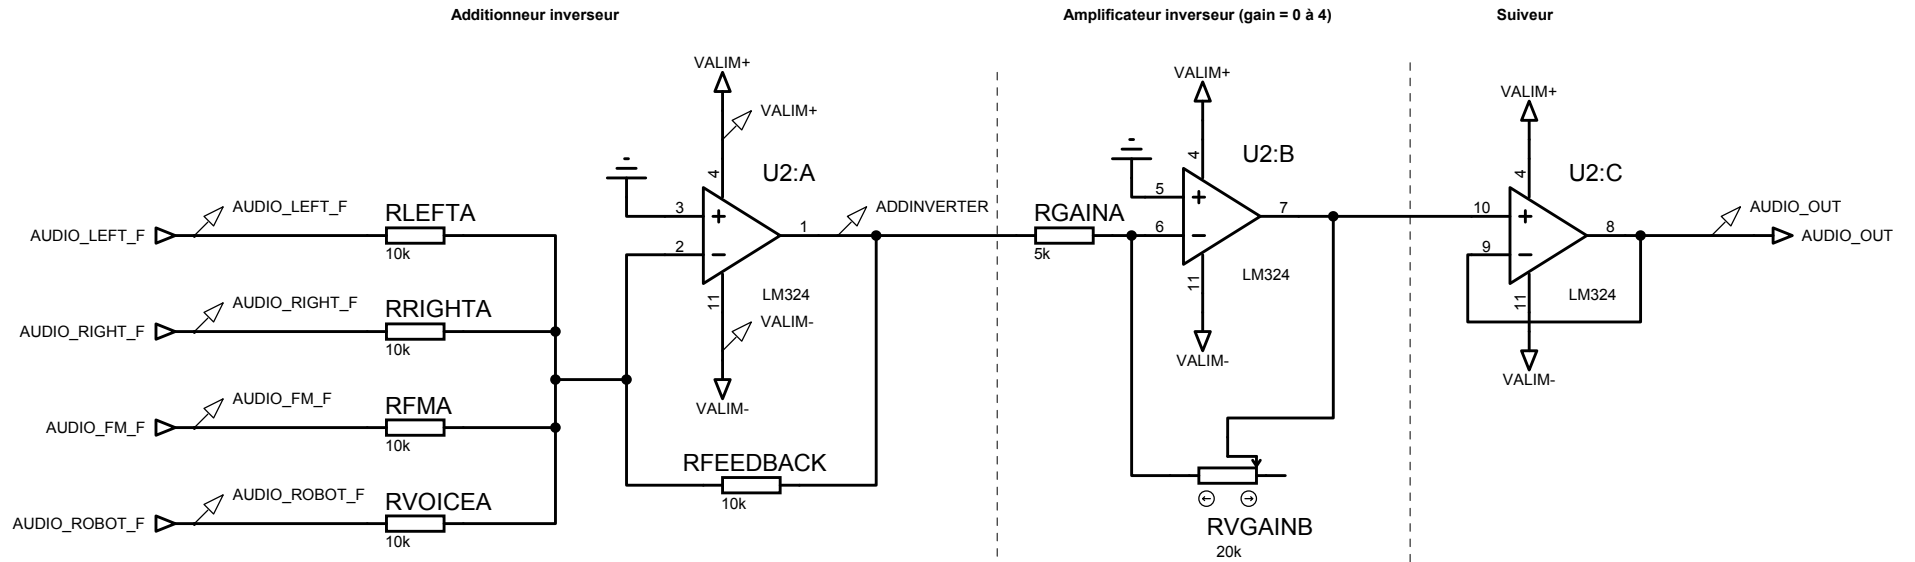 Additionneur inverseur
Amplificateur inverseur (gain = 0 à 4)
Suiveur
AUDIO_LEFT_F
AUDIO_LEFT_F
RLEFTA
10k
AUDIO_RIGHT_F
AUDIO_RIGHT_F
RRIGHTA
10k
AUDIO_FM_F
AUDIO_FM_F
RFMA
10k
AUDIO_ROBOT_F
AUDIO_ROBOT_F
RVOICEA
10k
VALIM+
VALIM+
4
U2:A
3
+
2
−
1
11
LM324
VALIM-
VALIM-
ADDINVERTER
RFEEDBACK
10k
RGAINA
5k
VALIM+
4
U2:B
5
+
6
−
7
11
LM324
VALIM-
RVGAINB
20k
VALIM+
4
U2:C
10
+
9
−
8
11
LM324
VALIM-
AUDIO_OUT
AUDIO_OUT